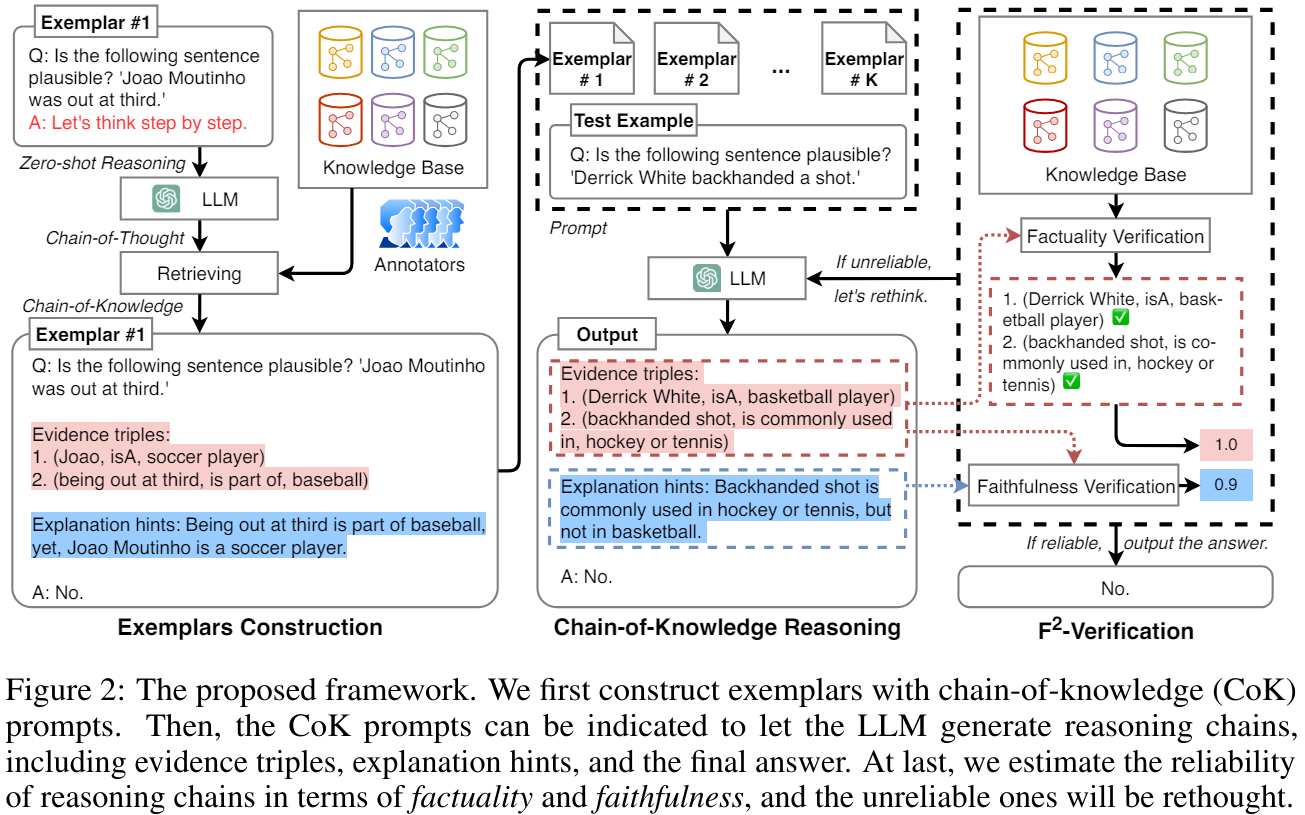 Exemplar #1
Q: Is the following sentence
plausible? 'Joao Moutinho
was out at third.'
A: Let's think step by step.
Zero-shot Reasoning
LLM
Chain-of-Thought
Retrieving
Chain-of-Knowledge
Knowledge Base
Annotators
Exemplar #1
Q: Is the following sentence plausible? 'Joao Moutinho
was out at third.'
Evidence triples:
1. (Joao, isA, soccer player)
2. (being out at third, is part of, baseball)
Explanation hints: Being out at third is part of baseball,
yet, Joao Moutinho is a soccer player.
A: No.
Exemplars Construction
Exemplar
# 1
Exemplar
# 2
...
Exemplar
# K
Test Example
Q: Is the following sentence plausible?
'Derrick White backhanded a shot.'
Prompt
LLM
If unreliable,
let's rethink.
Output
Evidence triples:
1. (Derrick White, isA, basketball player)
2. (backhanded shot, is commonly used
in, hockey or tennis)
Explanation hints: Backhanded shot is
commonly used in hockey or tennis, but
not in basketball.
A: No.
Chain-of-Knowledge Reasoning
Knowledge Base
Factuality Verification
1. (Derrick White, isA, bas-
ketball player)
2. (backhanded shot, is co-
mmonly used in, hockey or
tennis)
1.0
Faithfulness Verification
0.9
If reliable, output the answer.
No.
F²-Verification
Figure 2: The proposed framework. We first construct exemplars with chain-of-knowledge (CoK)
prompts. Then, the CoK prompts can be indicated to let the LLM generate reasoning chains,
including evidence triples, explanation hints, and the final answer. At last, we estimate the reliability
of reasoning chains in terms of factuality and faithfulness, and the unreliable ones will be rethought.